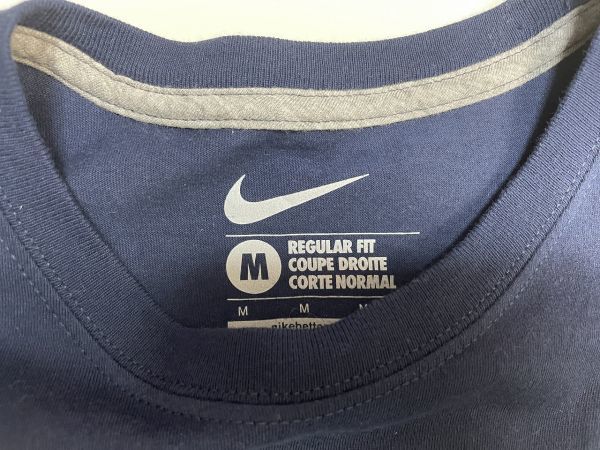 M
REGULAR FIT
COUPE DROITE
CORTE NORMAL
M M